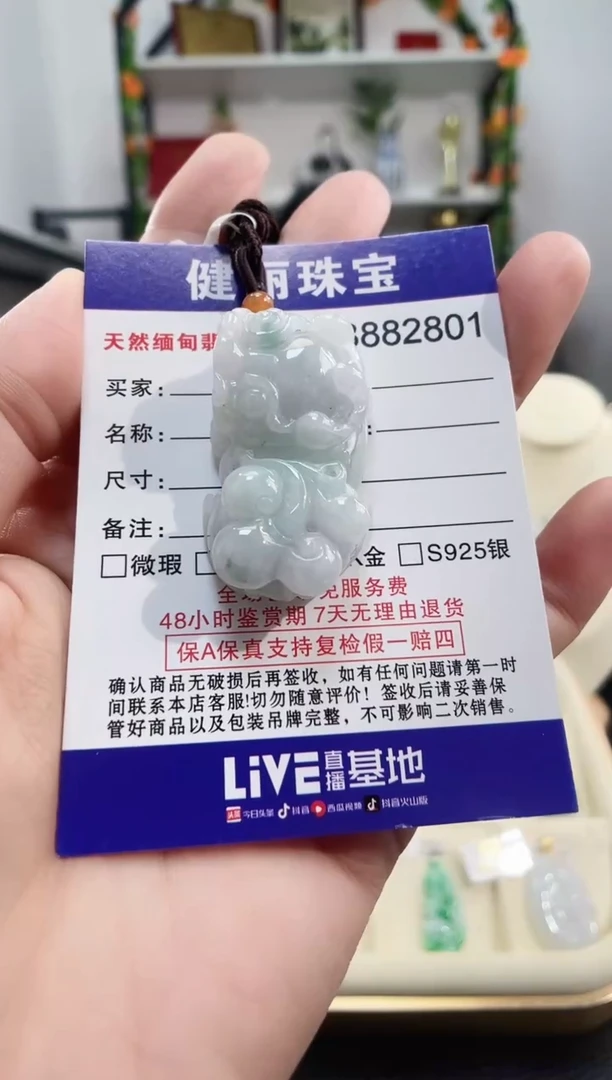 健丽珠宝
天然缅甸翡
8882801
买家:
名称:
:
尺寸:
备注:
□微瑕 □ 金 □S925银
全 免服务费
48小时鉴赏期 7天无理由退货
保A保真支持复检假一赔四
确认商品无破损后再签收，如有任何问题请第一时
间联系本店客服!切勿随意评价! 签收后请妥善保
管好商品以及包装吊牌完整，不可影响二次销售。
LiVE直播基地
头条 今日头条 抖音 西瓜视频 抖音火山版